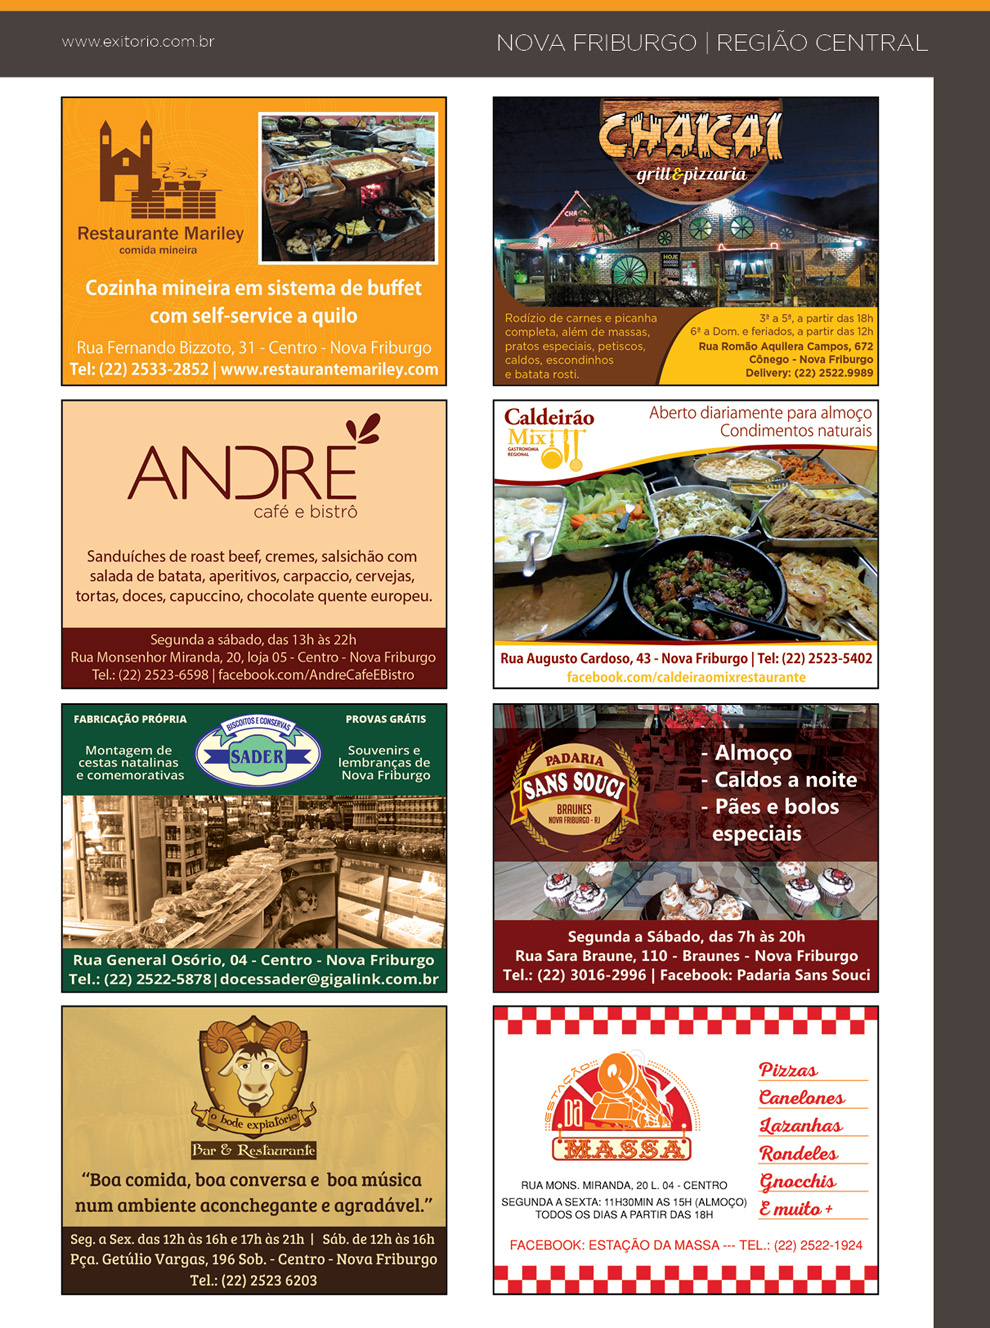 www.exitorio.com.br
NOVA FRIBURGO | REGIÃO CENTRAL
Restaurante Mariley
comida mineira
Cozinha mineira em sistema de buffet
com self-service a quilo
Rua Fernando Bizzoto, 31 - Centro - Nova Friburgo
Tel: (22) 2533-2852 | www.restaurantemariley.com
CHAKAI
grill&pizzaria
CHA
HOJE
Rodízio de carnes e picanha
completa, além de massas,
pratos especiais, petiscos,
caldos, escondinhos
e batata rosti.
3ª a 5ª, a partir das 18h
6ª a Dom. e feriados, a partir das 12h
Rua Romão Aquilera Campos, 672
Cônego - Nova Friburgo
Delivery: (22) 2522.9989
ANDRE
café e bistrô
Sanduíches de roast beef, cremes, salsichão com
salada de batata, aperitivos, carpaccio, cervejas,
tortas, doces, capuccino, chocolate quente europeu.
Segunda a sábado, das 13h às 22h
Rua Monsenhor Miranda, 20, loja 05 - Centro - Nova Friburgo
Tel.: (22) 2523-6598 | facebook.com/AndreCafeEBistro
Caldeirão
Mix
GASTRONOMIA
REGIONAL
Aberto diariamente para almoço
Condimentos naturais
Rua Augusto Cardoso, 43 - Nova Friburgo | Tel: (22) 2523-5402
facebook.com/caldeiraomixrestaurante
FABRICAÇÃO PRÓPRIA
Montagem de
cestas natalinas
e comemorativas
BISCOITOS E CONSERVAS
SADER
PROVAS GRÁTIS
Souvenirs e
lembranças de
Nova Friburgo
Rua General Osório, 04 - Centro - Nova Friburgo
Tel.: (22) 2522-5878|docessader@gigalink.com.br
PADARIA
SANS SOUCI
BRAUNES
NOVA FRIBURGO - RJ
- Almoço
- Caldos a noite
- Pães e bolos
especiais
Segunda a Sábado, das 7h às 20h
Rua Sara Braune, 110 - Braunes - Nova Friburgo
Tel.: (22) 3016-2996 | Facebook: Padaria Sans Souci
o bode expiatório
Bar & Restaurante
“Boa comida, boa conversa e boa música
num ambiente aconchegante e agradável.”
Seg. a Sex. das 12h às 16h e 17h às 21h | Sáb. de 12h às 16h
Pça. Getúlio Vargas, 196 Sob. - Centro - Nova Friburgo
Tel.: (22) 2523 6203
ESTAÇÃO
DA
MASSA
Pizzas
Canelones
Lazanhas
Rondeles
Gnocchis
E muito +
RUA MONS. MIRANDA, 20 L. 04 - CENTRO
SEGUNDA A SEXTA: 11H30MIN AS 15H (ALMOÇO)
TODOS OS DIAS A PARTIR DAS 18H
FACEBOOK: ESTAÇÃO DA MASSA --- TEL.: (22) 2522-1924